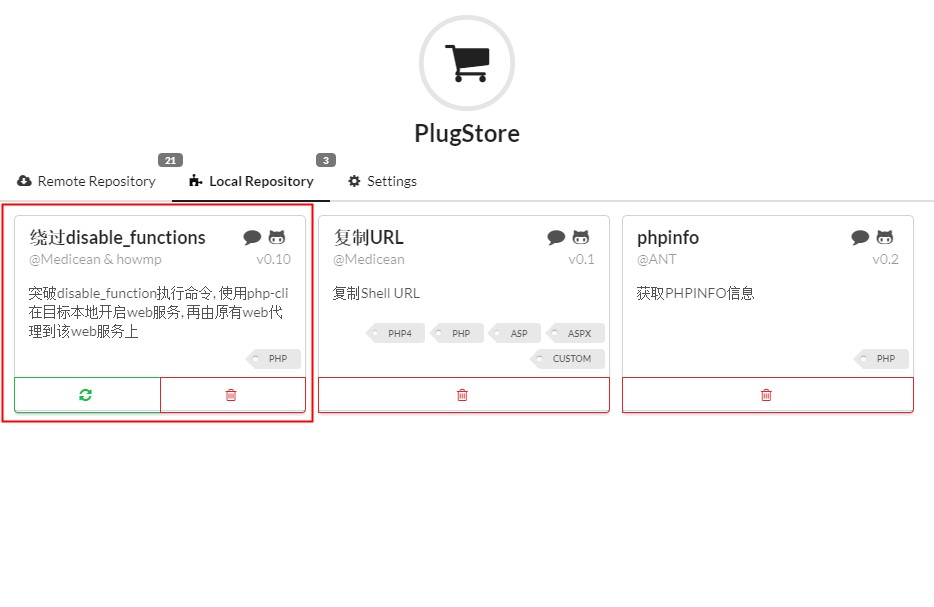 PlugStore
21
3
Remote Repository
Local Repository
Settings
绕过disable_functions
@Medicean & howmp
v0.10
突破disable_function执行命令, 使用php-cli
在目标本地开启web服务, 再由原有web代
理到该web服务上
PHP
复制URL
@Medicean
v0.1
复制Shell URL
PHP4
PHP
ASP
ASPX
CUSTOM
phpinfo
@ANT
v0.2
获取PHPINFO信息
PHP